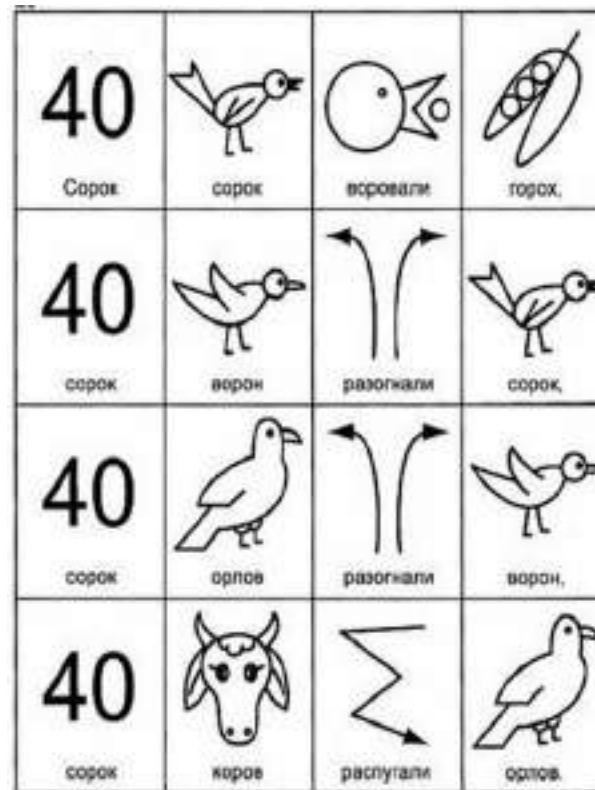 40 Сорок сорок воровали горох,
40 сорок ворон разогнали сорок,
40 сорок орлов разогнали ворон,
40 сорок коров распугали орлов.